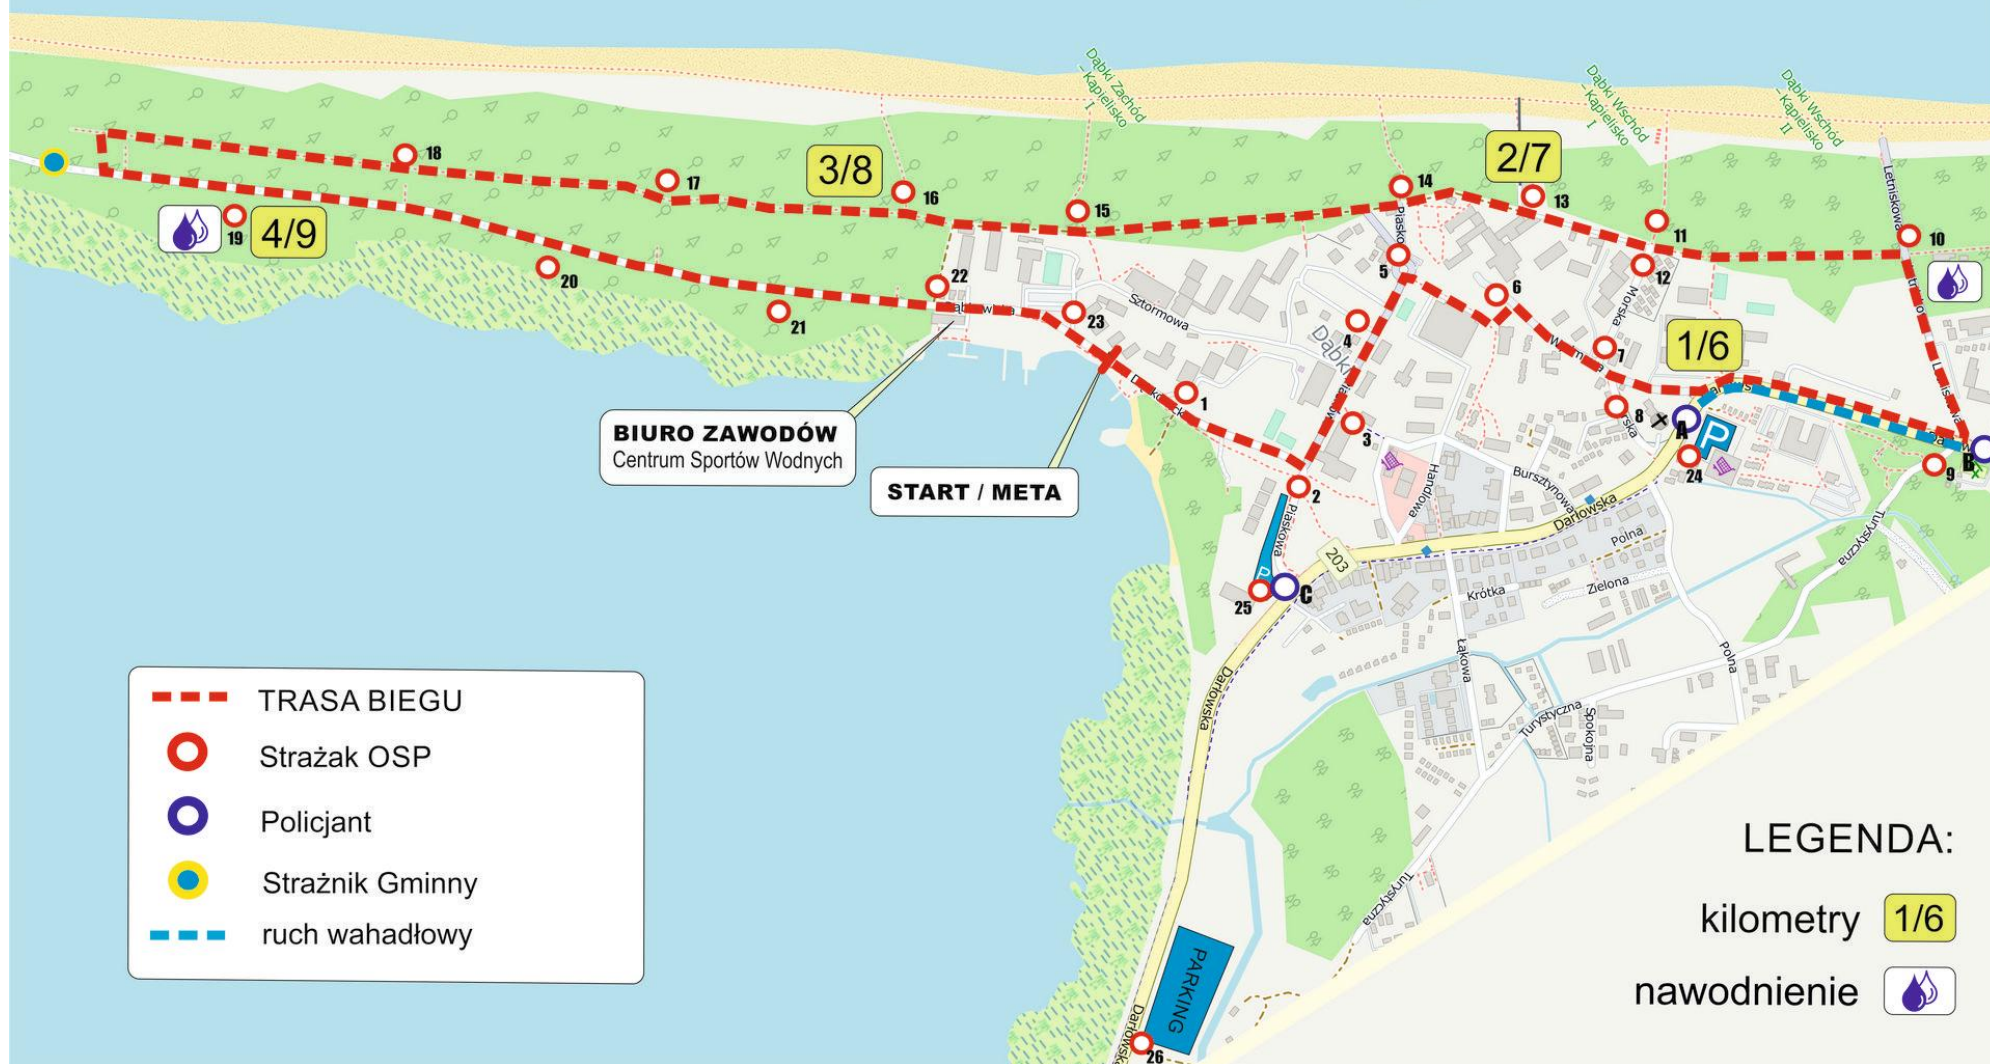 Dąbki Zachód
- Kąpielisko
I
Dąbki Wschód
- Kąpielisko
I
Dąbki Wschód
- Kąpielisko
II
18
17
3/8
16
15
14
2/7
13
11
10
Letniskowa
19
4/9
20
21
22
23
Sztormowa
5
6
12
Morska
4
Dąbki
7
1/6
1
3
8
A
P
24
9
B
2
BIURO ZAWODÓW
Centrum Sportów Wodnych
START / META
Piaskowa
Handlowa
Bursztynowa
Darłowska
Polna
203
P
25
C
Krótka
Zielona
Turystyczna
Łąkowa
Polna
Darłowska
Turystyczna
Spokojna
Turystyczna
PARKING
Darłowska
26
TRASA BIEGU
Strażak OSP
Policjant
Strażnik Gminny
ruch wahadłowy
LEGENDA:
kilometry 1/6
nawodnienie